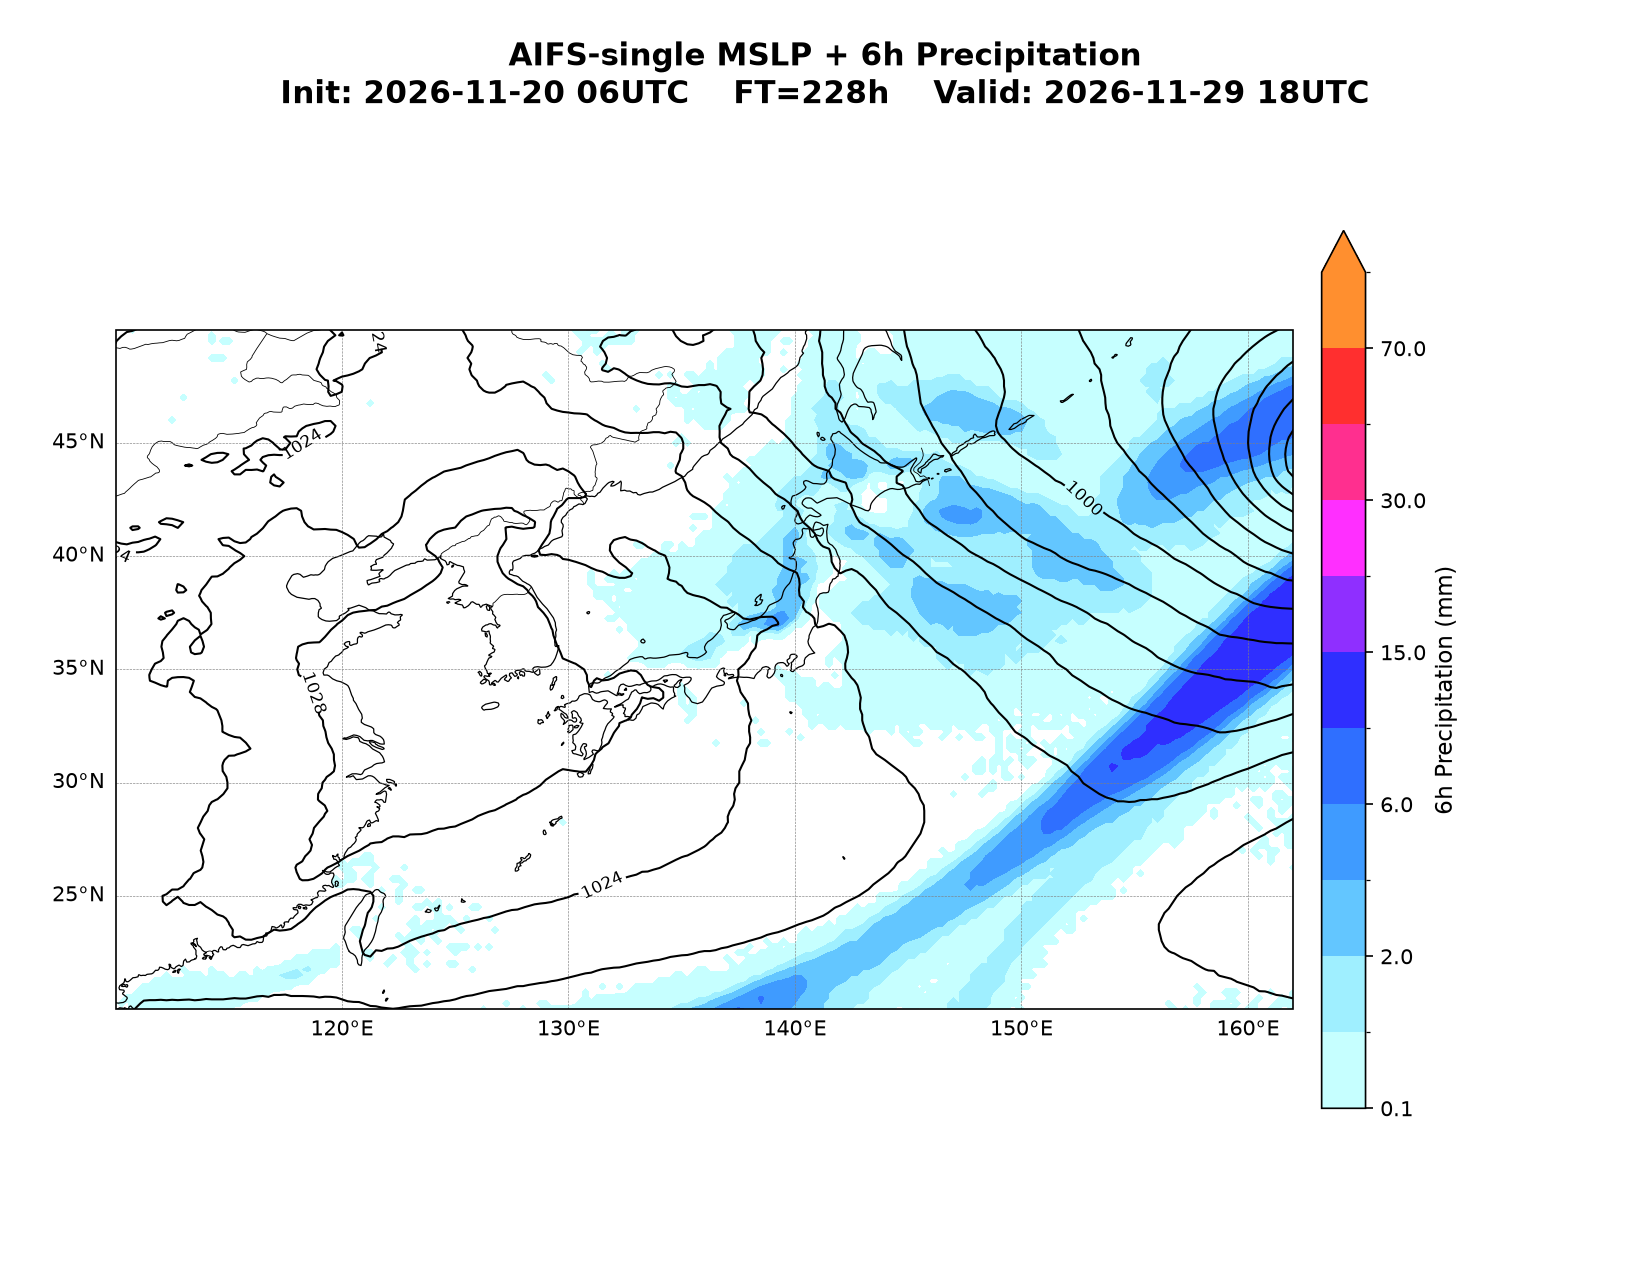 AIFS-single MSLP + 6h Precipitation
Init: 2026-11-20 06UTC    FT=228h    Valid: 2026-11-29 18UTC
45°N
40°N
35°N
30°N
25°N
120°E
130°E
140°E
150°E
160°E
24
1024
24
1028
1024
1000
70.0
30.0
15.0
6.0
2.0
0.1
6h Precipitation (mm)